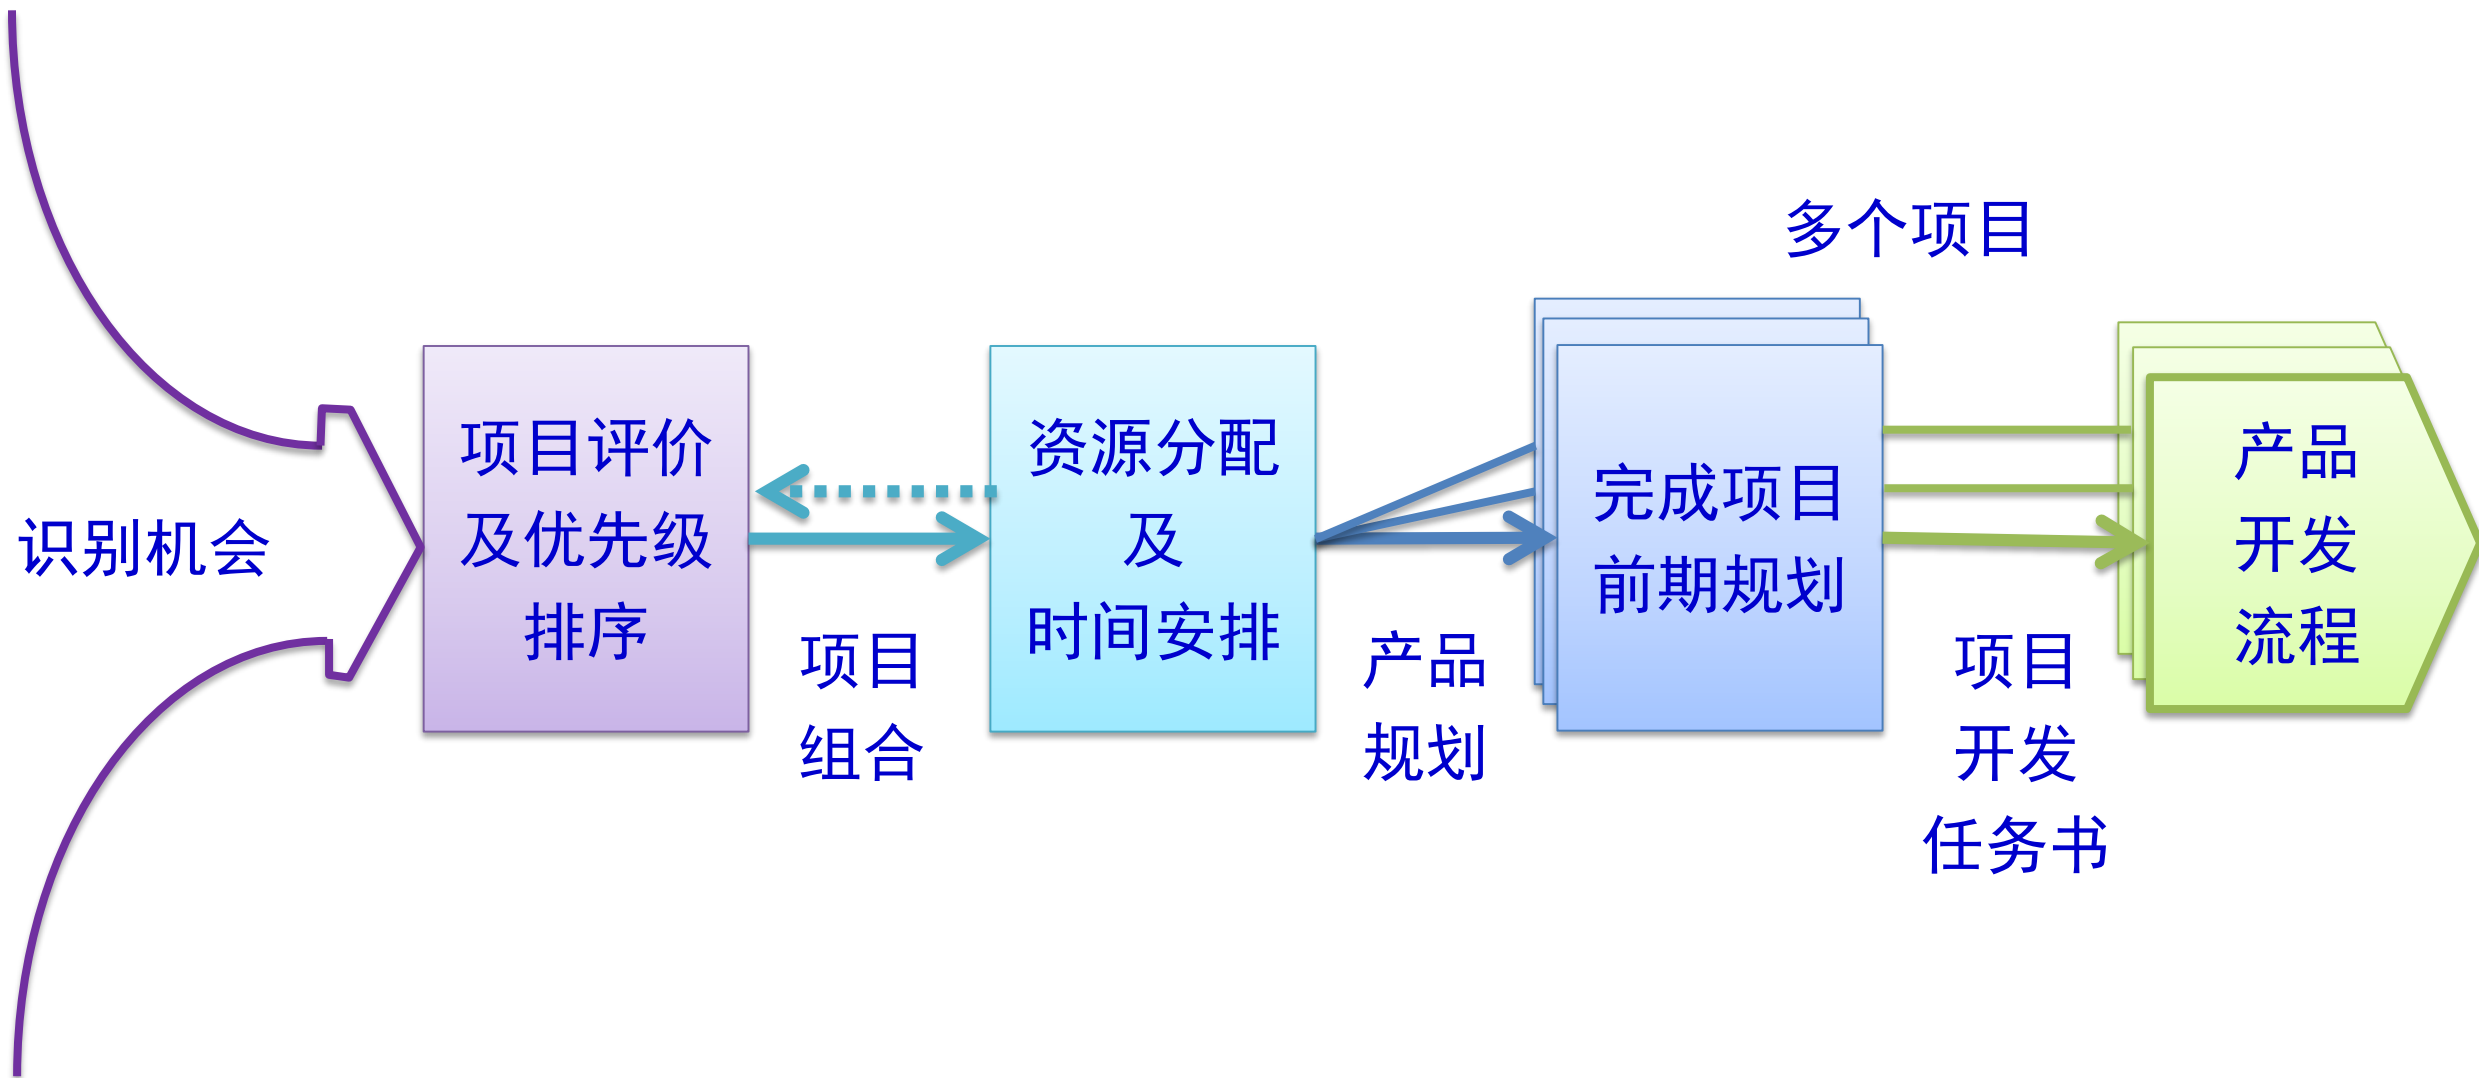 识别机会
项目评价
及优先级
排序
项目
组合
资源分配
及
时间安排
产品
规划
多个项目
完成项目
前期规划
项目
开发
任务书
产品
开发
流程